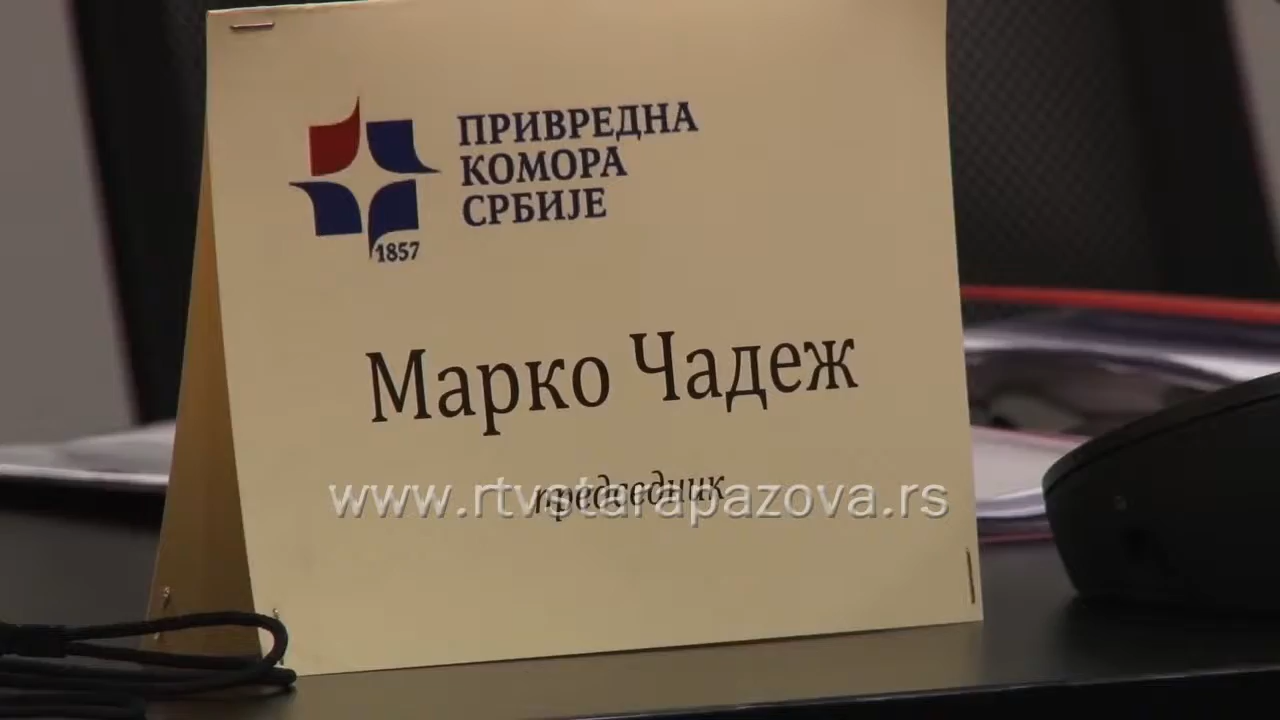 ПРИВРЕДНА
КОМОРА
СРБИЈЕ
1857
Марко Чадеж
председник
www.rtvstarapazova.rs